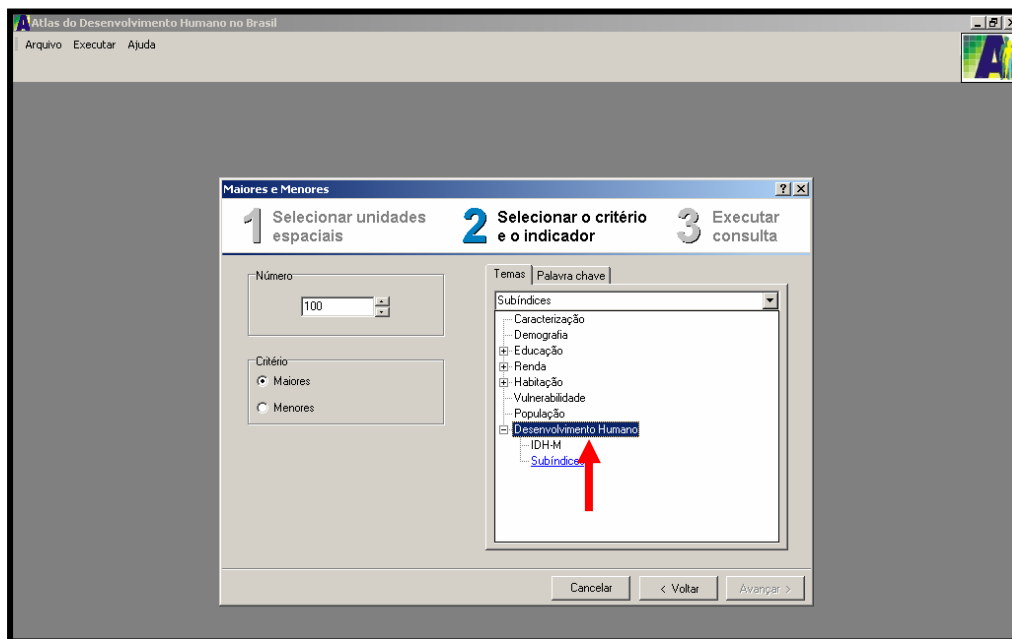 Atlas do Desenvolvimento Humano no Brasil
Arquivo Executar Ajuda
A
Maiores e Menores
1 Selecionar unidades espaciais
2 Selecionar o critério e o indicador
3 Executar consulta
Número
100
Critério
Maiores
Menores
Temas Palavra chave
Subíndices
Caracterização
Demografia
Educação
Renda
Habitação
Vulnerabilidade
População
Desenvolvimento Humano
IDH-M
Subíndices
Cancelar < Voltar Avançar >